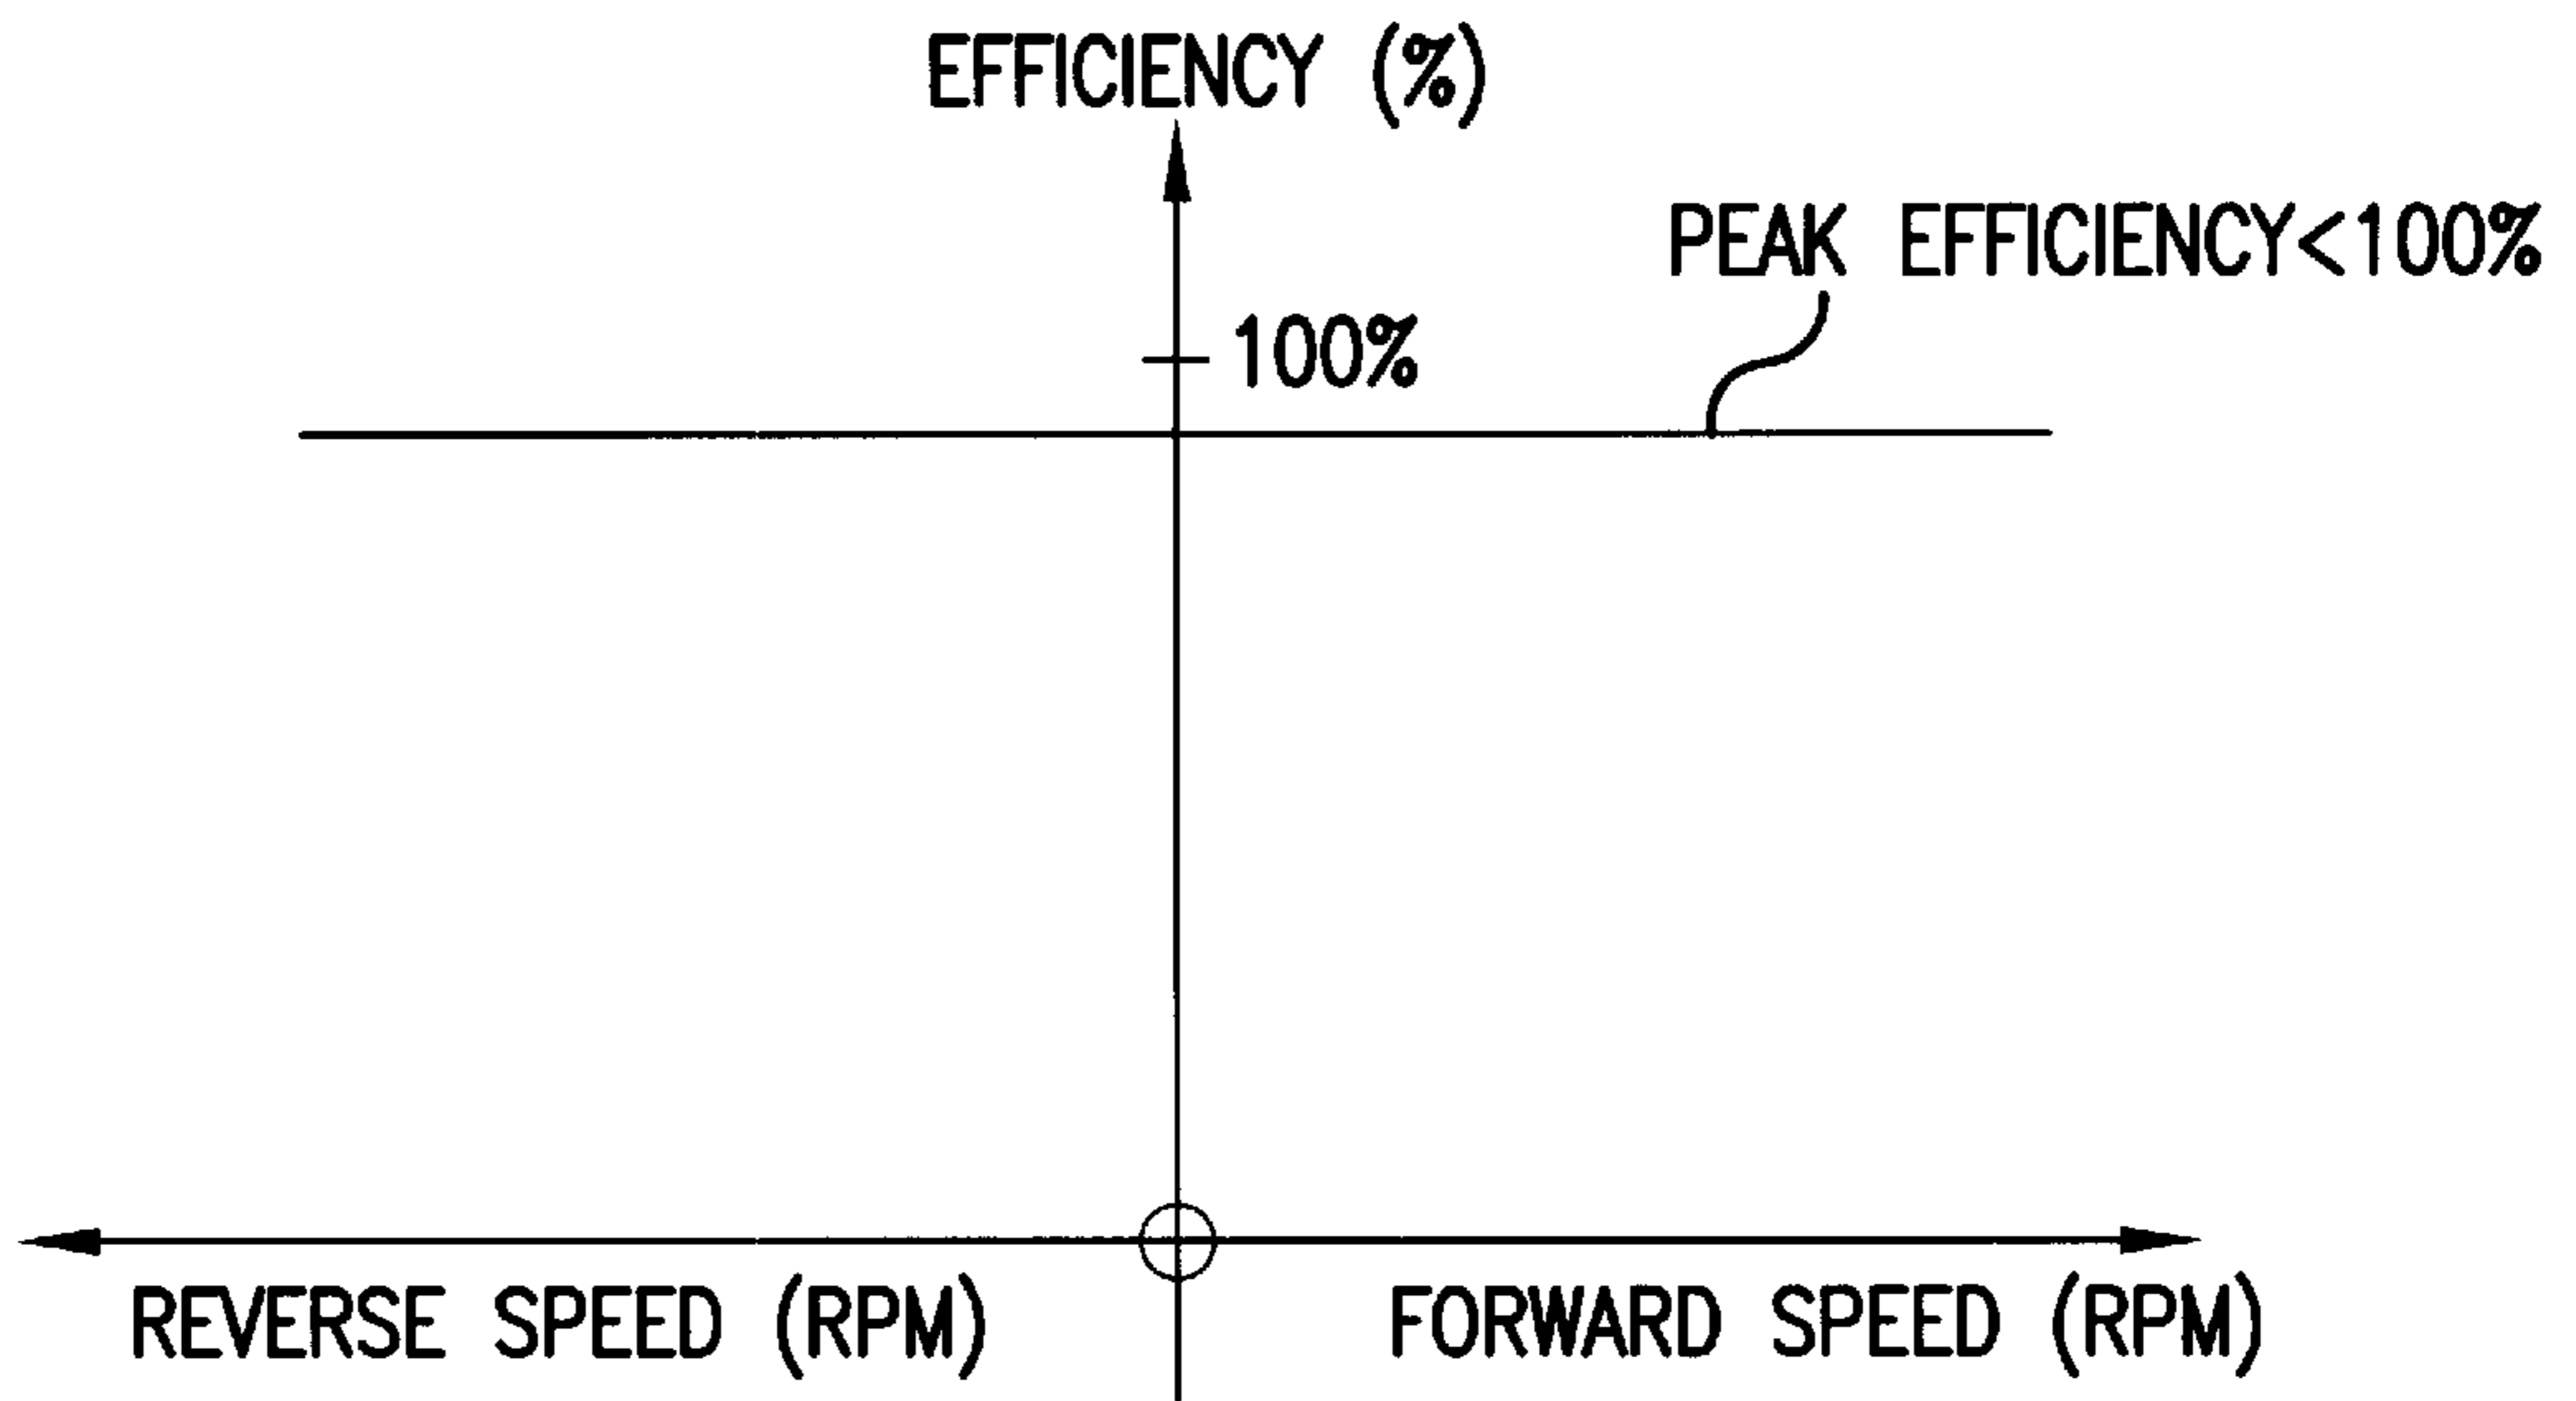 EFFICIENCY (%)
PEAK EFFICIENCY<100%
100%
REVERSE SPEED (RPM)
FORWARD SPEED (RPM)